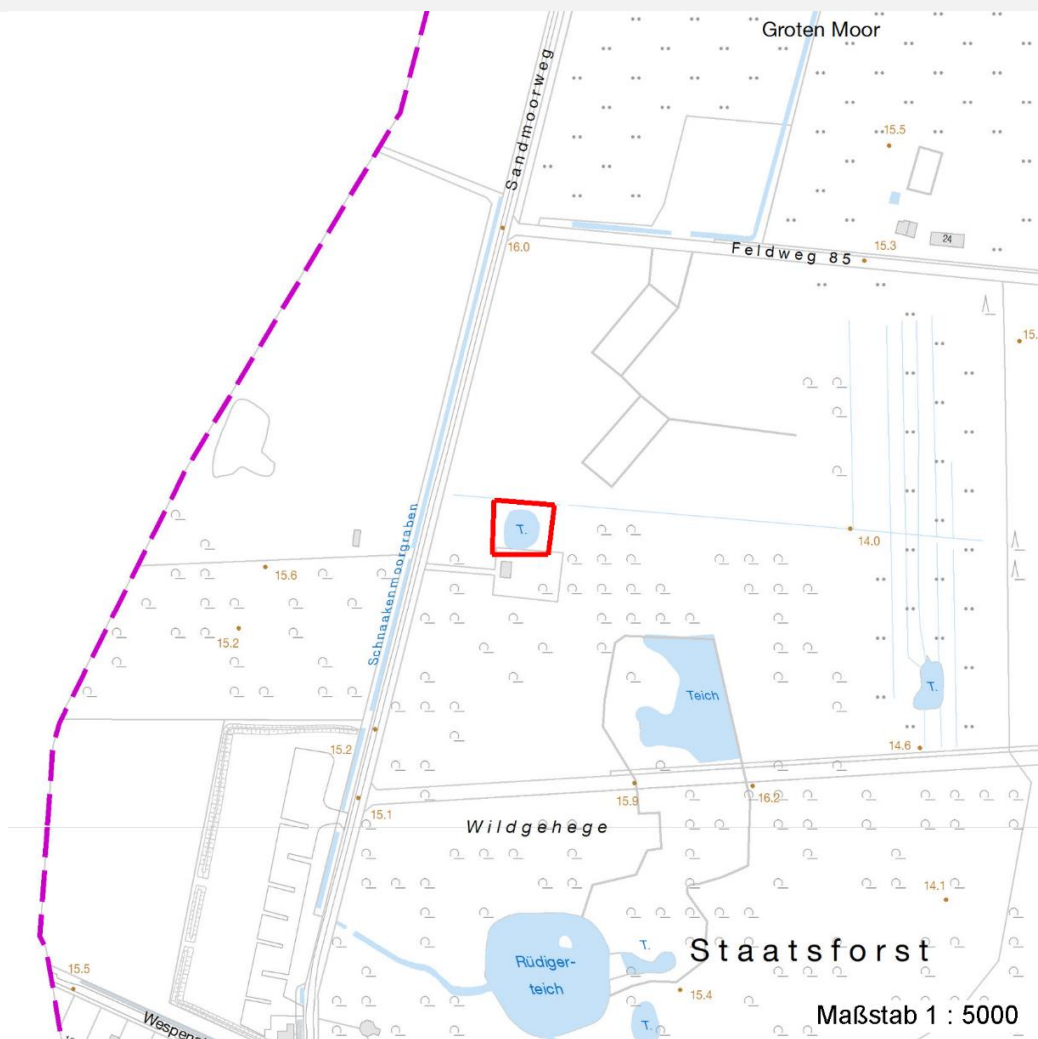 Groten Moor
Sandmoorweg
15.5
16.0
Feldweg 85
15.3
24
15.
T.
14.0
Schnaakenmoorgraben
15.6
15.2
Teich
T.
15.2
14.6
15.9
16.2
15.1
Wildgehege
14.1
T.
Staatsforst
Rüdiger-
teich
15.5
15.4
Maßstab 1 : 5000
T.